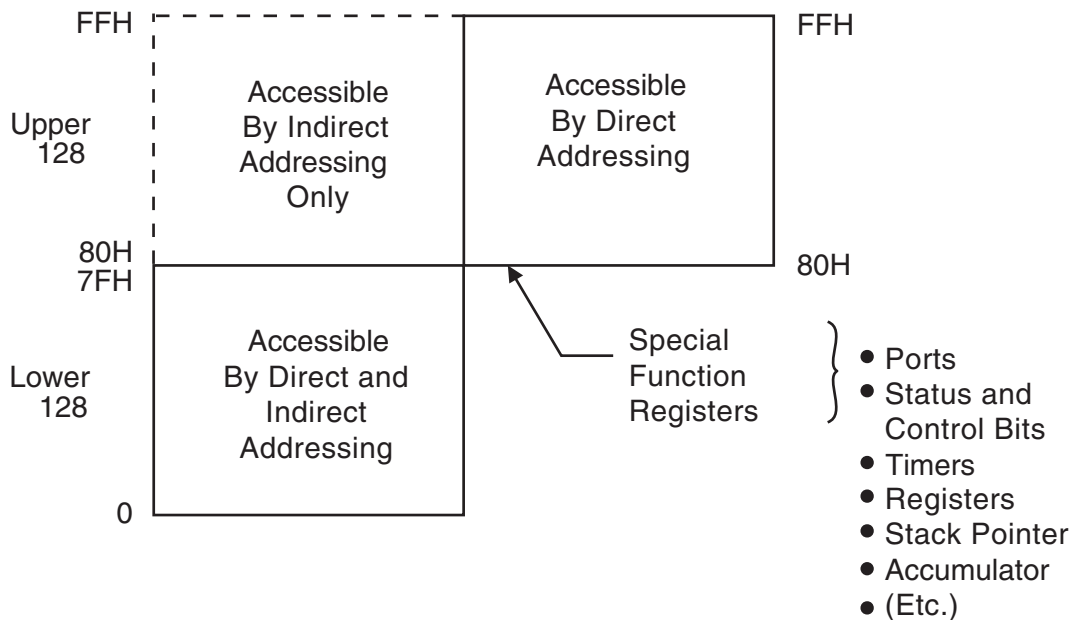 FFH
Upper
128
80H
7FH
Lower
128
0
Accessible
By Indirect
Addressing
Only
Accessible
By Direct
Addressing
FFH
80H
Accessible
By Direct and
Indirect
Addressing
Special
Function
Registers
• Ports
• Status and
Control Bits
• Timers
• Registers
• Stack Pointer
• Accumulator
• (Etc.)